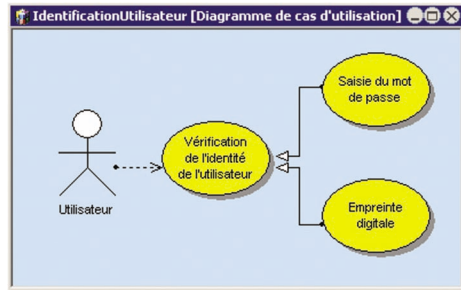 IdentificationUtilisateur [Diagramme de cas d'utilisation]
Saisie du mot
de passe
Vérification
de l'identité
de l'utilisateur
Utilisateur
Empreinte
digitale